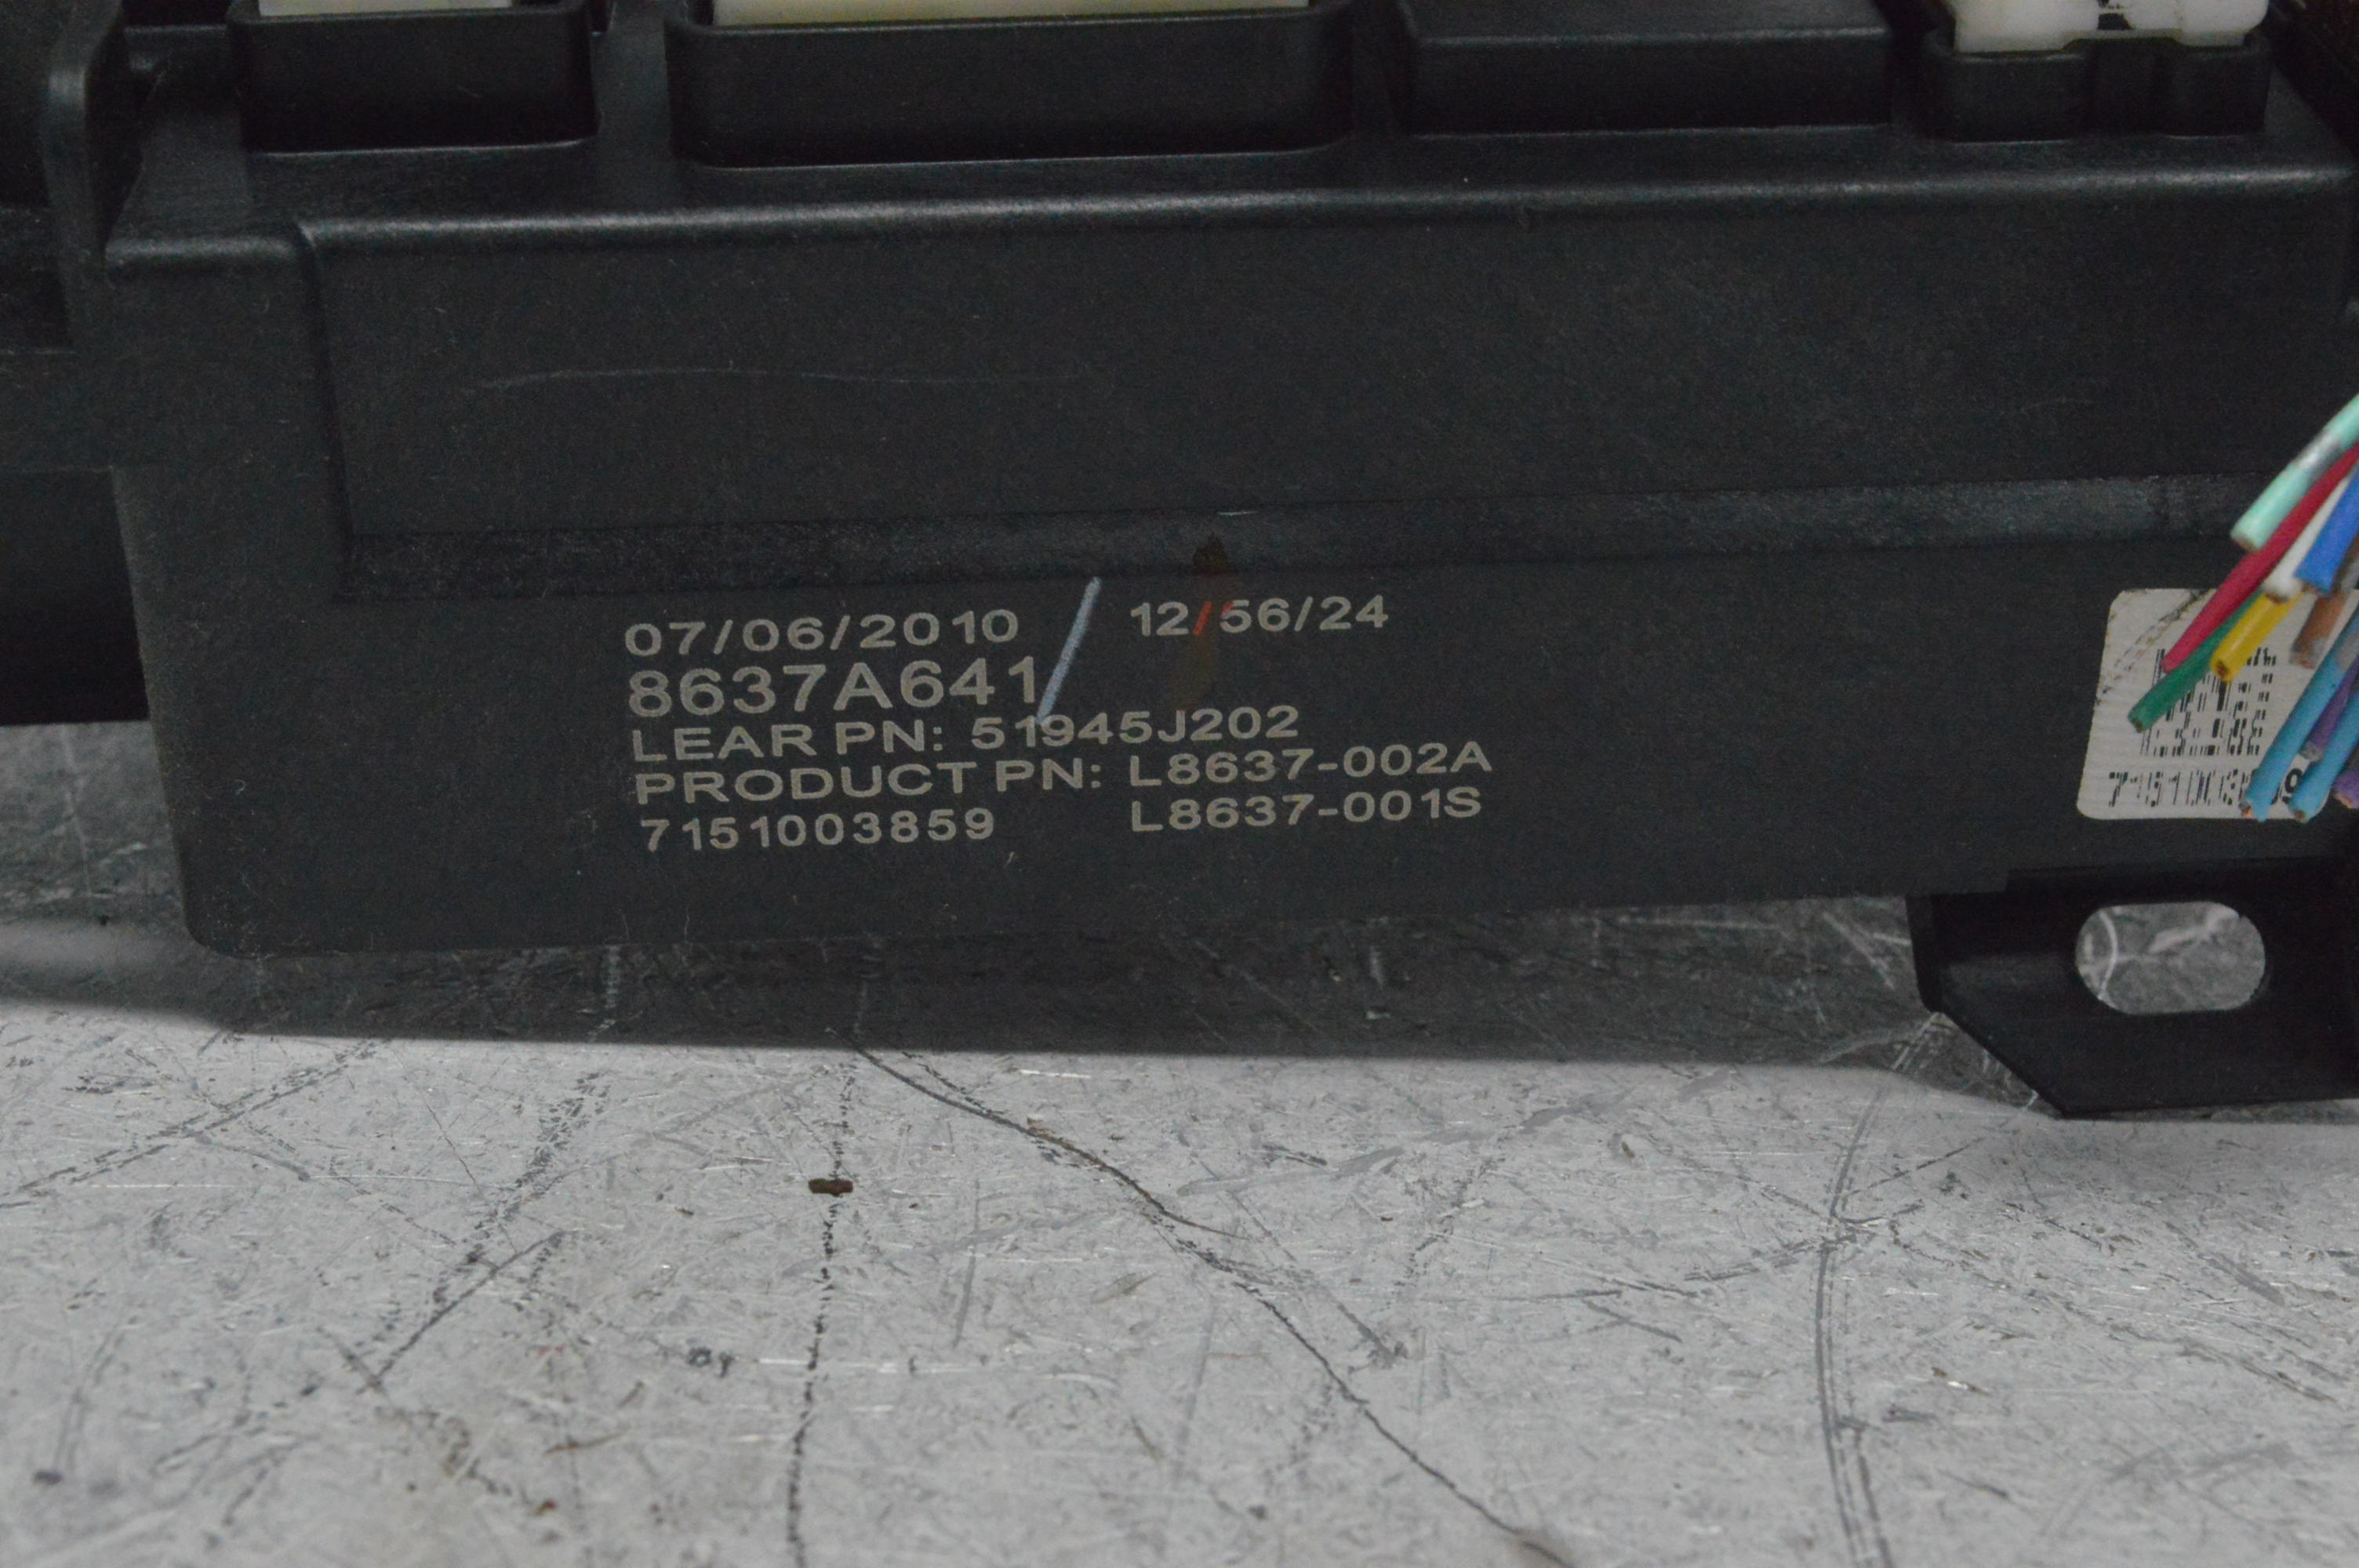 07/06/2010 12/56/24
8637A641
LEAR PN: 51945J202
PRODUCT PN: L8637-002A
7151003859 L8637-001S